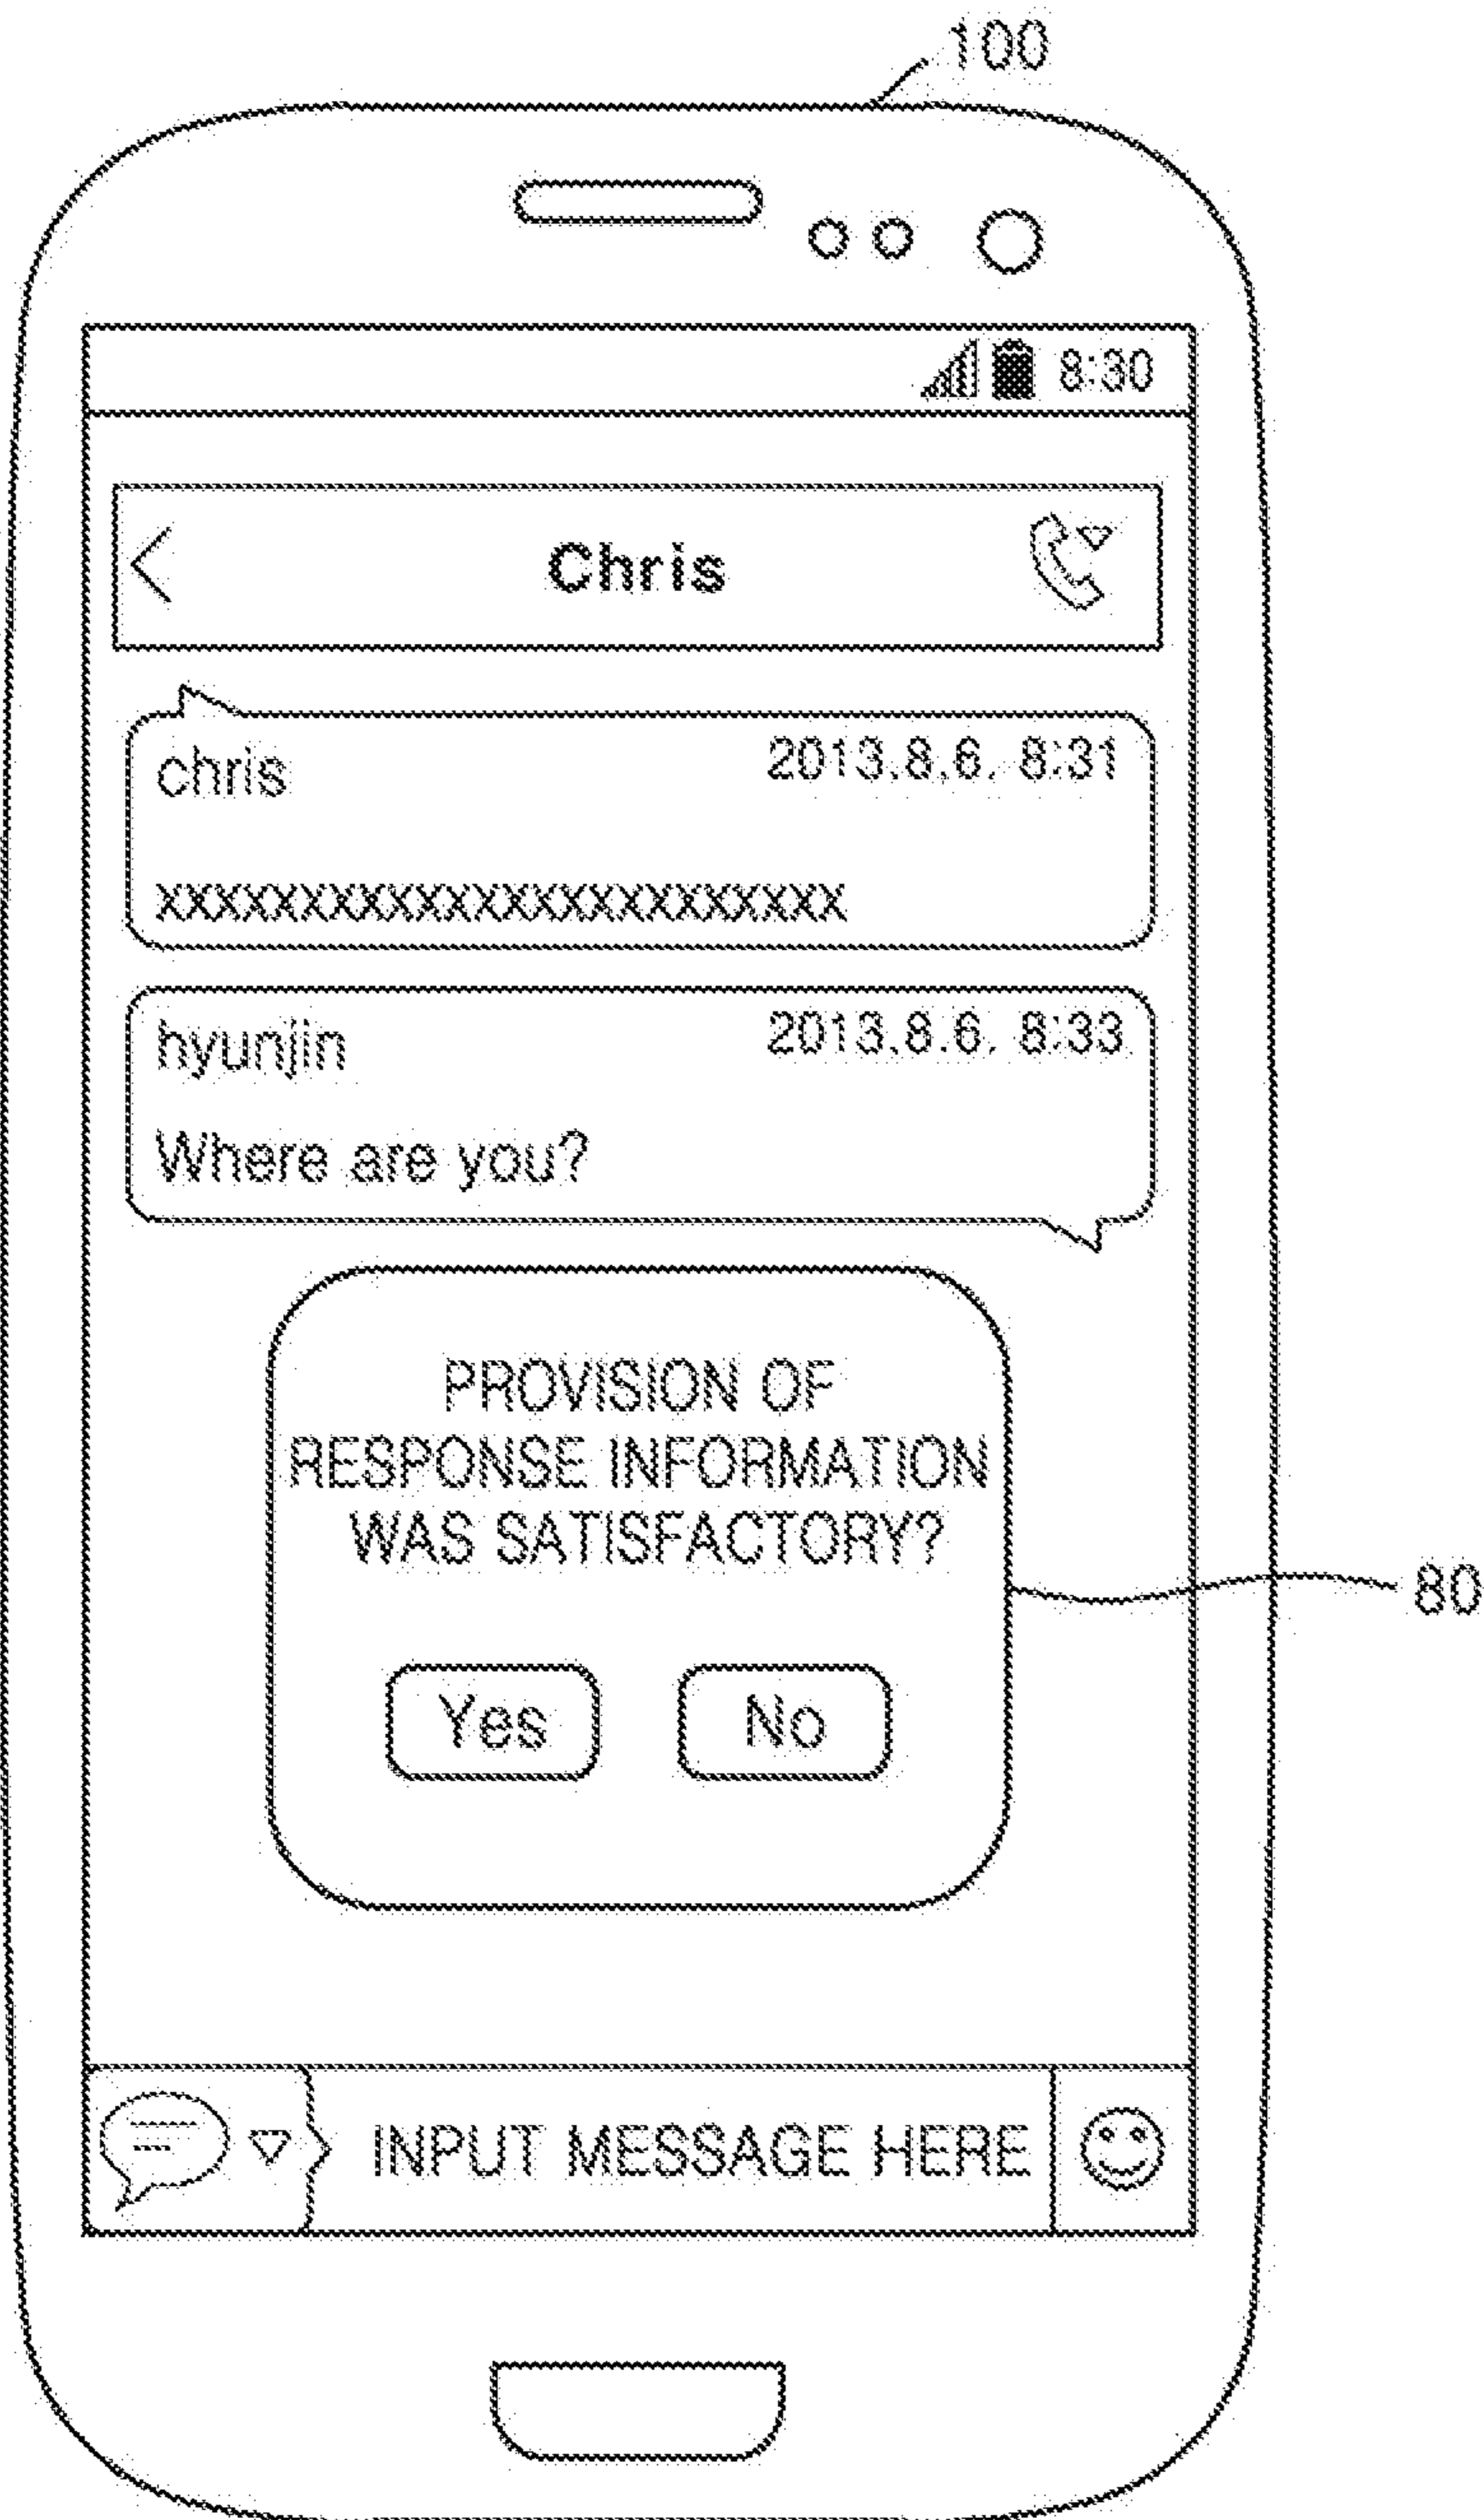 100
8:30
Chris
chris 2013.8.6. 8:31
xxxxxxxxxxxxxxxxxxxxxxxx
hyunjin 2013.8.6. 8:33
Where are you?
PROVISION OF
RESPONSE INFORMATION
WAS SATISFACTORY?
80
Yes No
INPUT MESSAGE HERE